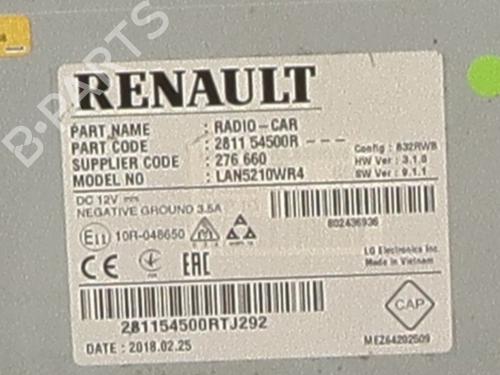 B-PARTS
RENAULT
PART NAME : RADIO-CAR
PART CODE : 2811 54500R ---
SUPPLIER CODE : 276 660
MODEL NO : LAN5210WR4
Config : B32RWB
HW Ver : 3.1.0
SW Ver : 9.1.1
DC 12V
NEGATIVE GROUND 3.5A
802436936
E11 10R-048650
CE EAC
LG Electronics Inc.
Made in Vietnam
281154500RTJ292
CAP
DATE : 2018.02.25
MEZ64202509